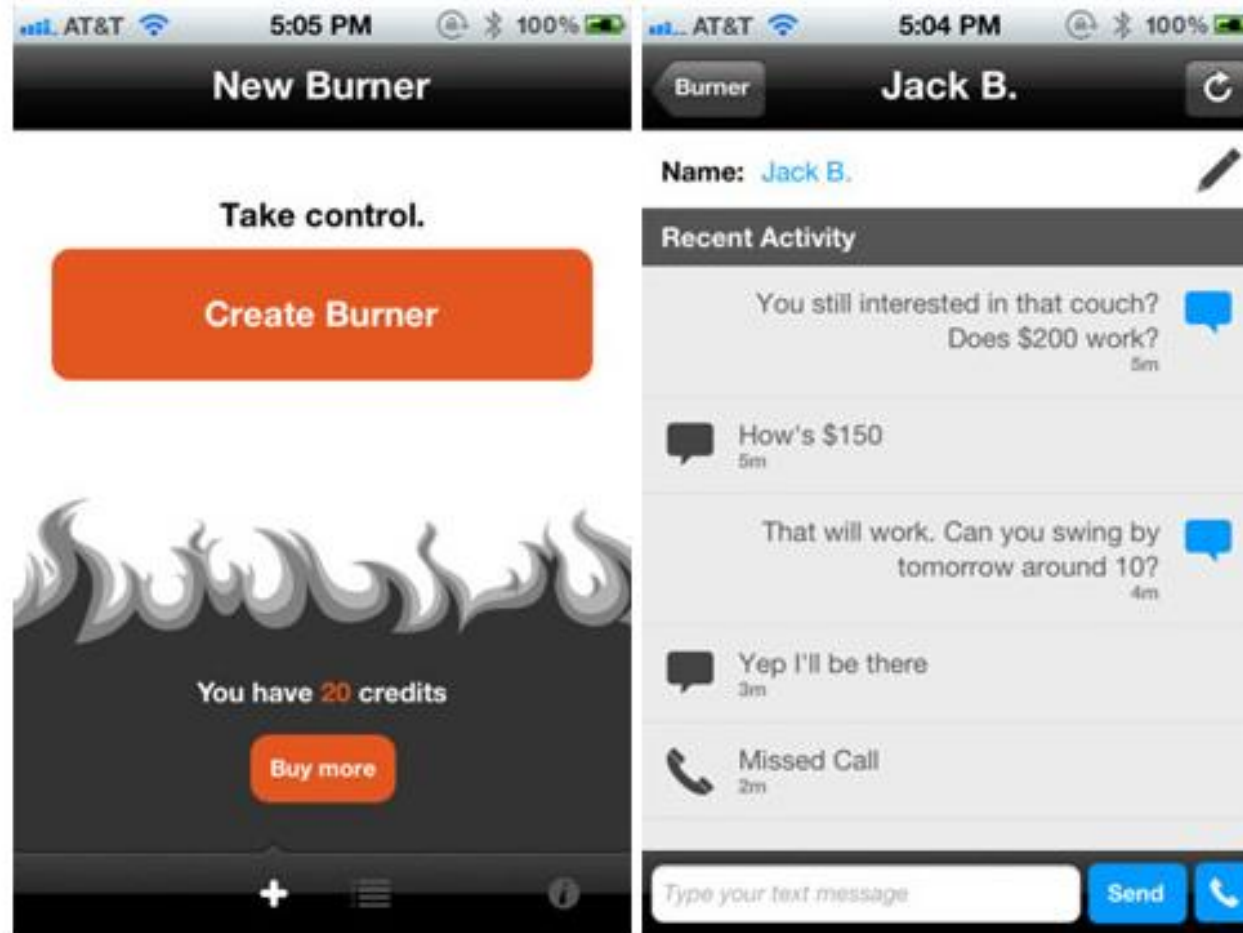 AT&T 5:05 PM 100%
New Burner
Take control.
Create Burner
You have 20 credits
Buy more
AT&T 5:04 PM 100%
Burner Jack B.
Name: Jack B.
Recent Activity
You still interested in that couch?
Does $200 work?
5m
How's $150
5m
That will work. Can you swing by
tomorrow around 10?
4m
Yep I'll be there
3m
Missed Call
2m
Type your text message Send